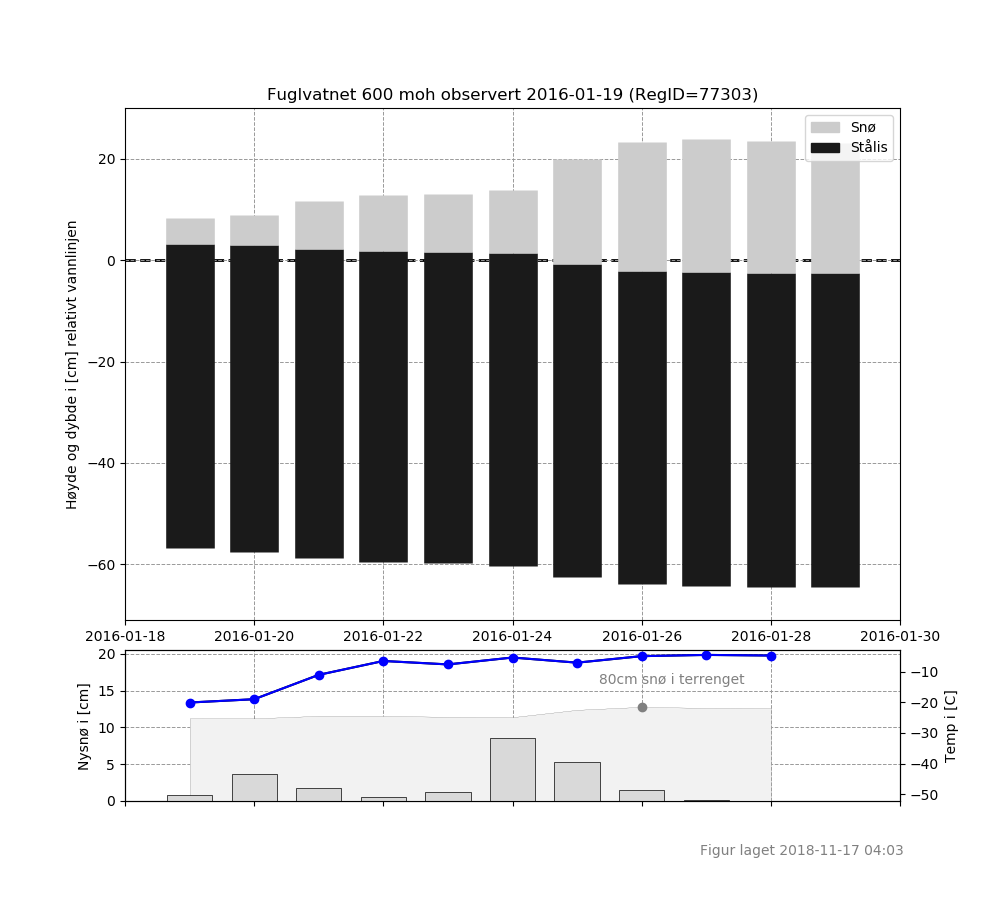 Fuglvatnet 600 moh observert 2016-01-19 (RegID=77303)
Snø
Stålis
Høyde og dybde i [cm] relativt vannlinjen
20
0
−20
−40
−60
2016-01-18 2016-01-20 2016-01-22 2016-01-24 2016-01-26 2016-01-28 2016-01-30
Nysnø i [cm]
20
15
10
5
0
80cm snø i terrenget
−10
−20
−30
−40
−50
Temp i [C]
Figur laget 2018-11-17 04:03